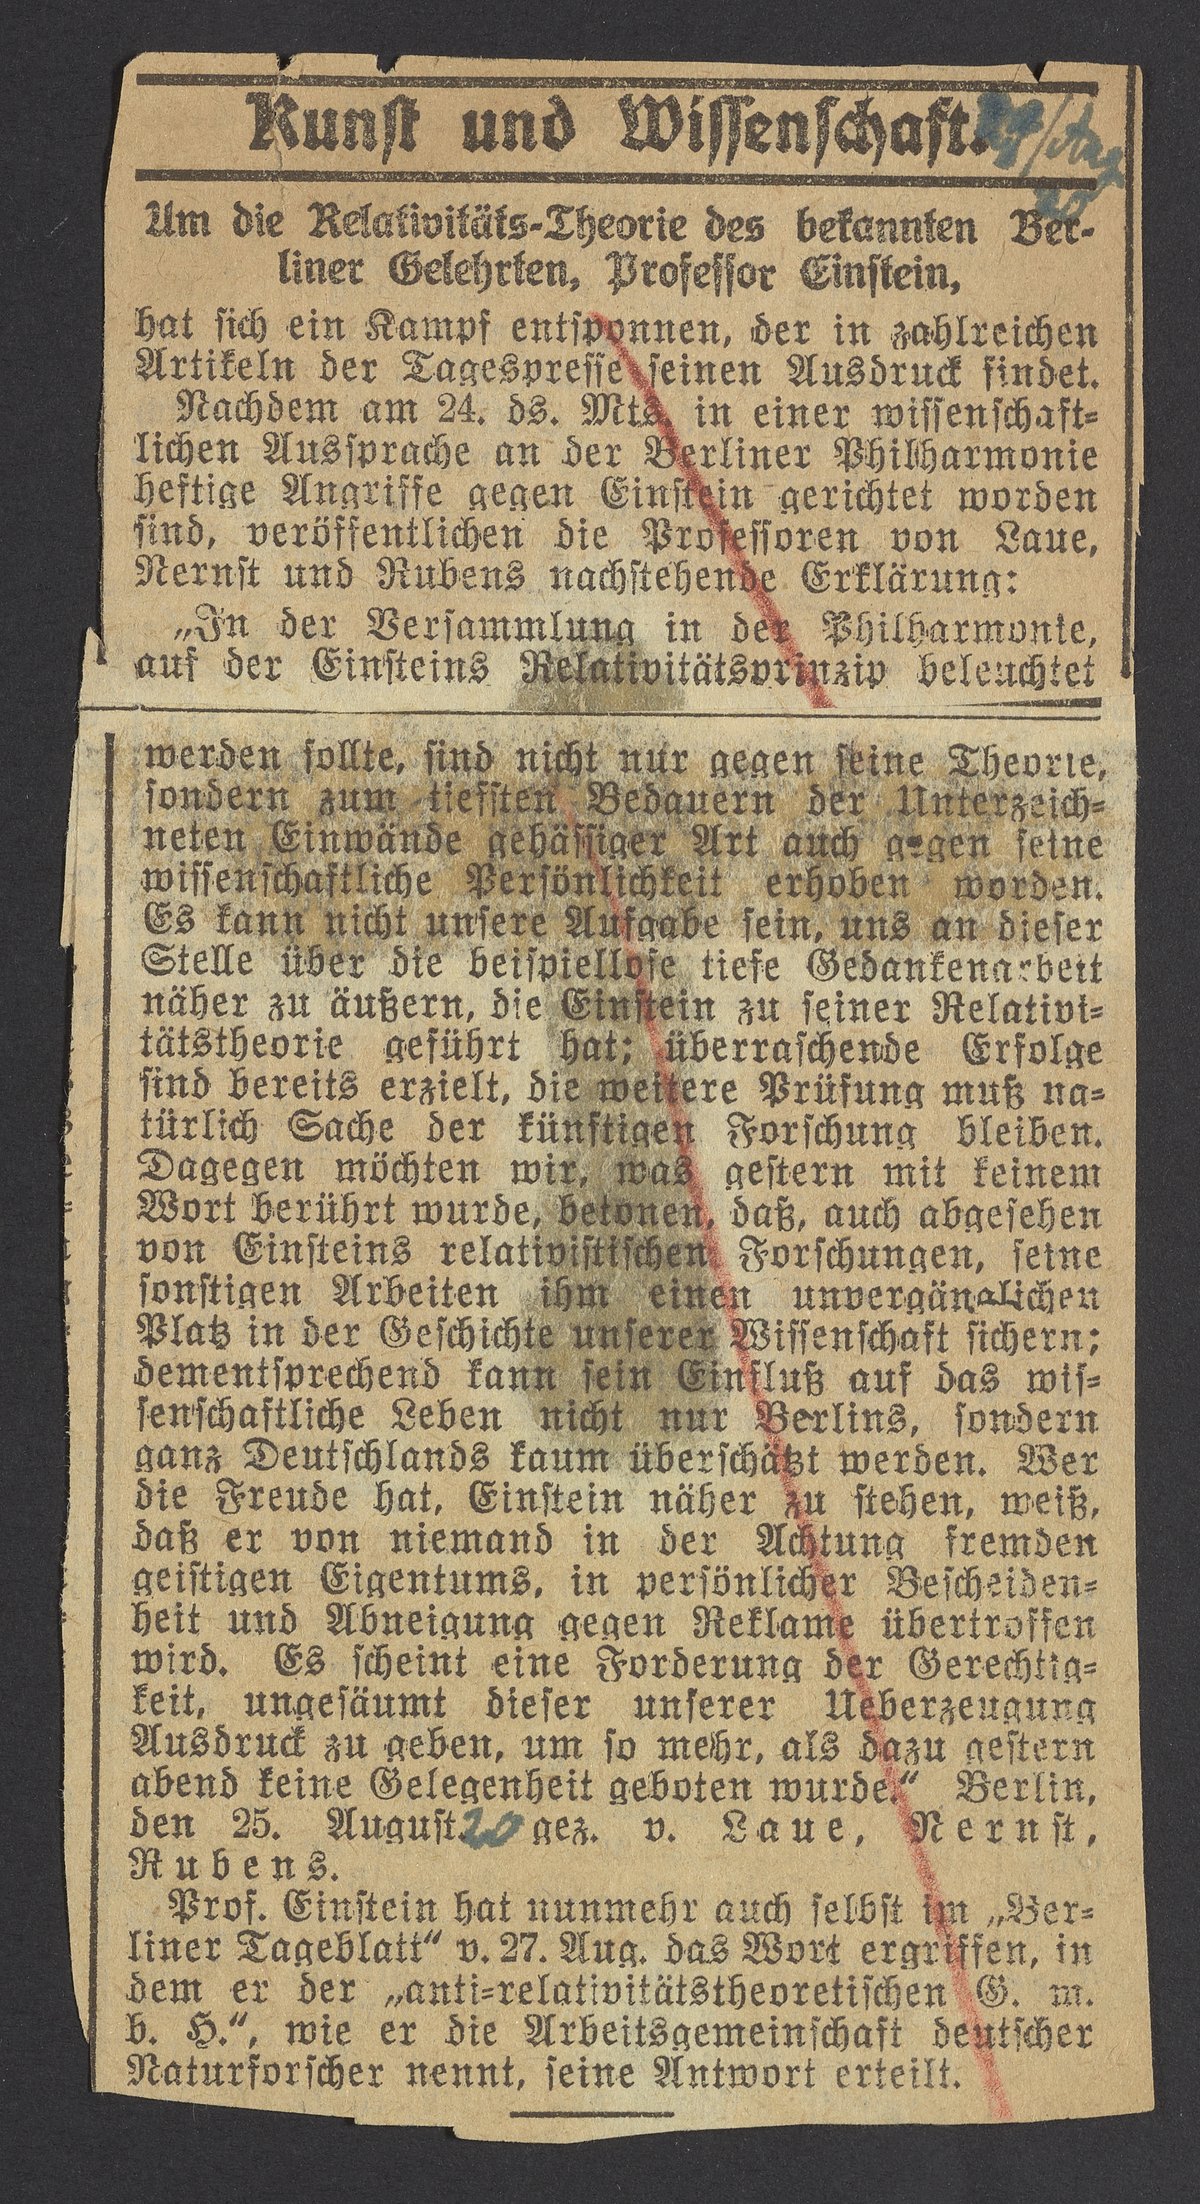 Kunst und Wissenschaft.
Aug
20
Um die Relativitäts-Theorie des bekannten Ber-
liner Gelehrten, Professor Einstein,
hat sich ein Kampf entsponnen, der in zahlreichen
Artikeln der Tagespresse seinen Ausdruck findet.
Nachdem am 24. ds. Mts. in einer wissenschaft-
lichen Aussprache an der Berliner Philharmonie
heftige Angriffe gegen Einstein gerichtet worden
sind, veröffentlichen die Professoren von Laue,
Nernst und Rubens nachstehende Erklärung:
„In der Versammlung in der Philharmonie,
auf der Einsteins Relativitätsprinzip beleuchtet
werden sollte, sind nicht nur gegen seine Theorie,
sondern zum tiefsten Bedauern der Unterzeich-
neten Einwände gehässiger Art auch gegen seine
wissenschaftliche Persönlichkeit erhoben worden.
Es kann nicht unsere Aufgabe sein, uns an dieser
Stelle über die beispiellose tiefe Gedankenarbeit
näher zu äußern, die Einstein zu seiner Relativi-
tätstheorie geführt hat; überraschende Erfolge
sind bereits erzielt, die weitere Prüfung muß na-
türlich Sache der künftigen Forschung bleiben.
Dagegen möchten wir, was gestern mit keinem
Wort berührt wurde, betonen, daß, auch abgesehen
von Einsteins relativistischen Forschungen, seine
sonstigen Arbeiten ihm einen unvergänglichen
Platz in der Geschichte unserer Wissenschaft sichern;
dementsprechend kann sein Einfluß auf das wis-
senschaftliche Leben nicht nur Berlins, sondern
ganz Deutschlands kaum überschätzt werden. Wer
die Freude hat, Einstein näher zu stehen, weiß,
daß er von niemand in der Achtung fremden
geistigen Eigentums, in persönlicher Bescheiden-
heit und Abneigung gegen Reklame übertroffen
wird. Es scheint eine Forderung der Gerechtig-
keit, ungesäumt dieser unserer Ueberzeugung
Ausdruck zu geben, um so mehr, als dazu gestern
abend keine Gelegenheit geboten wurde." Berlin,
den 25. August. 20 gez. v. Laue, Nernst,
Rubens.
Prof. Einstein hat nunmehr auch selbst im „Ber-
liner Tageblatt" v. 27. Aug. das Wort ergriffen, in
dem er der „anti-relativitätstheoretischen G. m.
b. H.", wie er die Arbeitsgemeinschaft deutscher
Naturforscher nennt, seine Antwort erteilt.